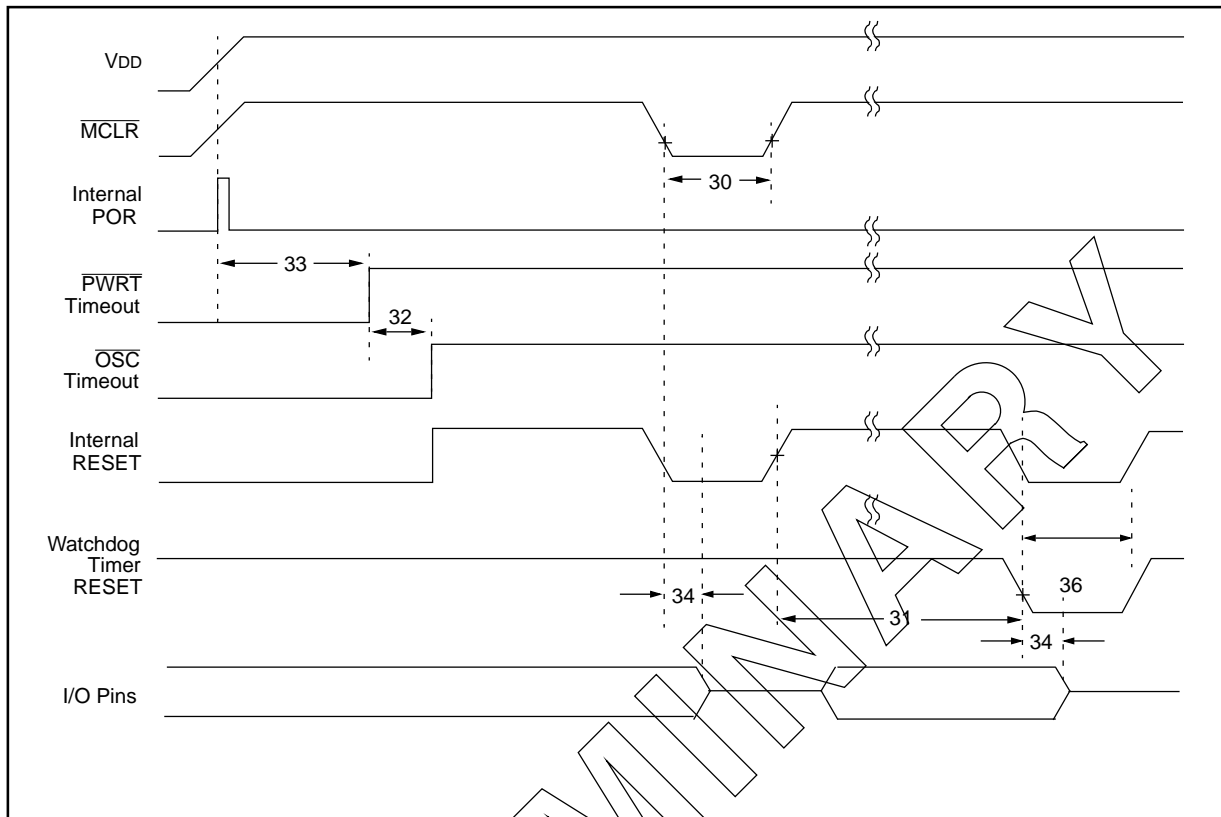 VDD
MCLR
Internal
POR
30
33
PWRT
Timeout
32
OSC
Timeout
Internal
RESET
Watchdog
Timer
RESET
34
31
36
34
I/O Pins
MINARY